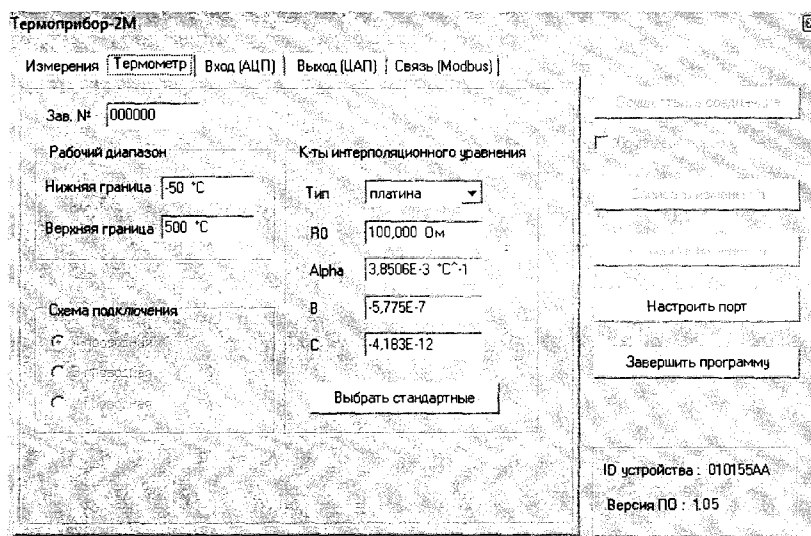 Термоприбор-2М
Измерения Термометр Вход (АЦП) Выход (ЦАП) Связь (Modbus)
Зав. № 000000
Рабочий диапазон
Нижняя граница -50 °C
Верхняя граница 500 °C
Схема подключения
К-ты интерполяционного уравнения
Тип платина
R0 100,000 Ом
Alpha 3,8506E-3 °C^-1
B -5,775E-7
C -4,183E-12
Выбрать стандартные
Настроить порт
Завершить программу
ID устройства : 010155AA
Версия ПО : 1.05